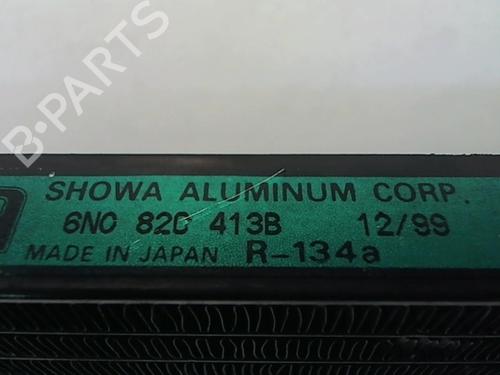 B-PARTS
SHOWA ALUMINUM CORP.
6N0 820 413B 12/99
MADE IN JAPAN R-134a